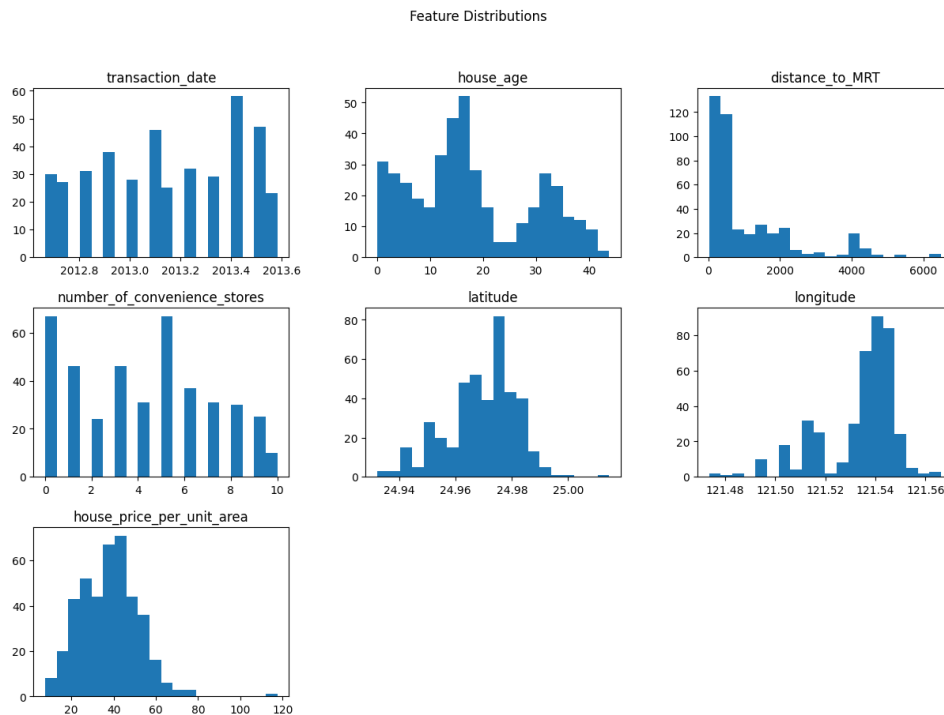 Feature Distributions
transaction_date
60
50
40
30
20
10
0
2012.8 2013.0 2013.2 2013.4 2013.6
house_age
50
40
30
20
10
0
0 10 20 30 40
distance_to_MRT
120
100
80
60
40
20
0
0 2000 4000 6000
number_of_convenience_stores
60
40
20
0
0 2 4 6 8 10
latitude
80
60
40
20
0
24.94 24.96 24.98 25.00
longitude
80
60
40
20
0
121.48 121.50 121.52 121.54 121.56
house_price_per_unit_area
60
40
20
0
20 40 60 80 100 120